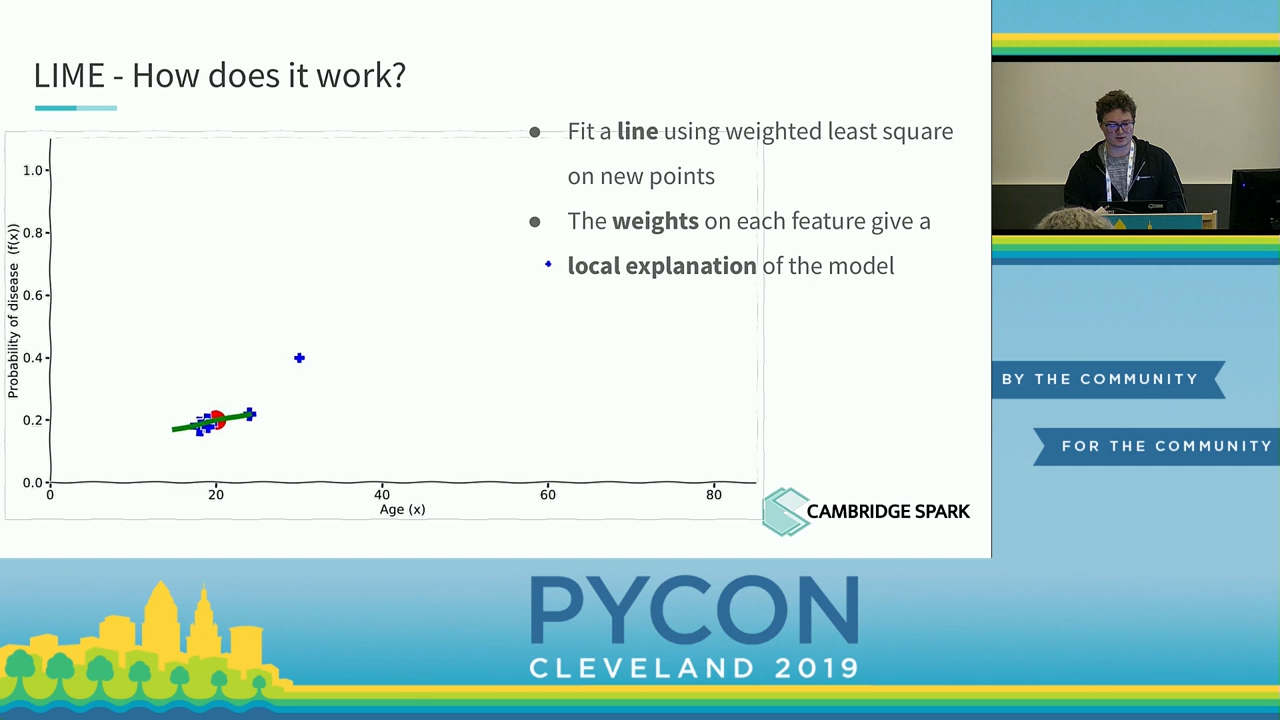 LIME - How does it work?
● Fit a line using weighted least square
on new points
● The weights on each feature give a
local explanation of the model
Probability of disease (f(x))
1.0
0.8
0.6
0.4
0.2
0.0
0
20
40
60
80
Age (x)
CAMBRIDGE SPARK
BY THE COMMUNITY
FOR THE COMMUNITY
PYCON
CLEVELAND 2019